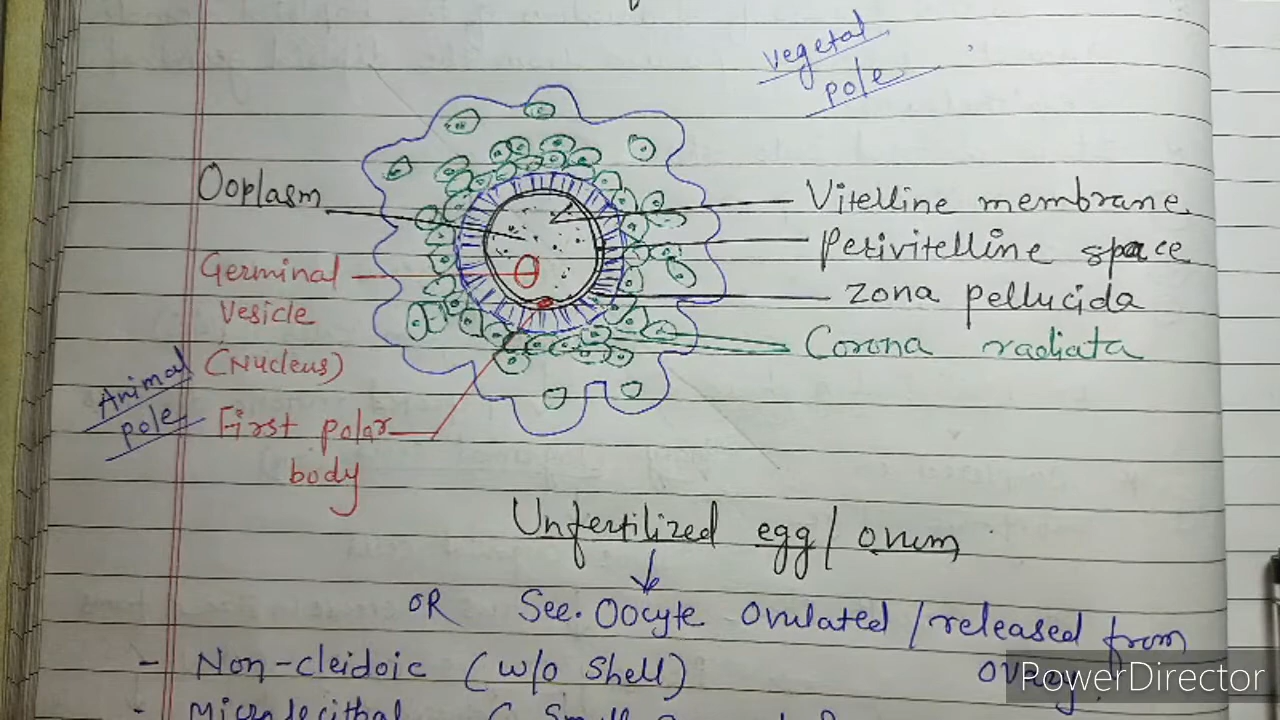 vegetal
pole
Ooplasm
Vitelline membrane
Perivitelline space
Germinal
vesicle
(Nucleus)
Zona pellucida
Corona radiata
Animal
pole
First polar
body
Unfertilized egg/ovum
OR Sec. Oocyte Ovulated/released from
ovary.
- Non-cleidoic (w/o shell)
PowerDirector